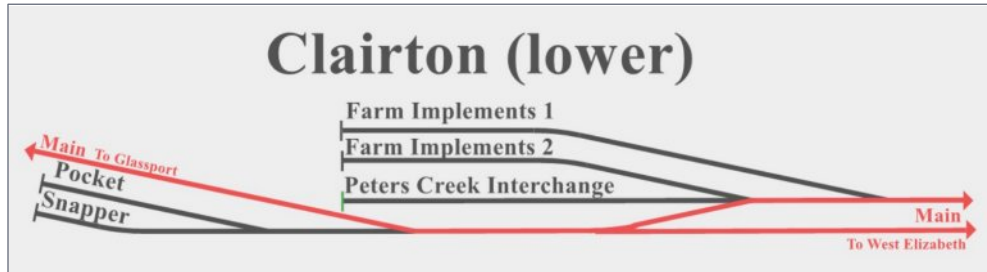 Clairton (lower)
Farm Implements 1
Main To Glassport
Farm Implements 2
Pocket
Peters Creek Interchange
Snapper
Main
To West Elizabeth